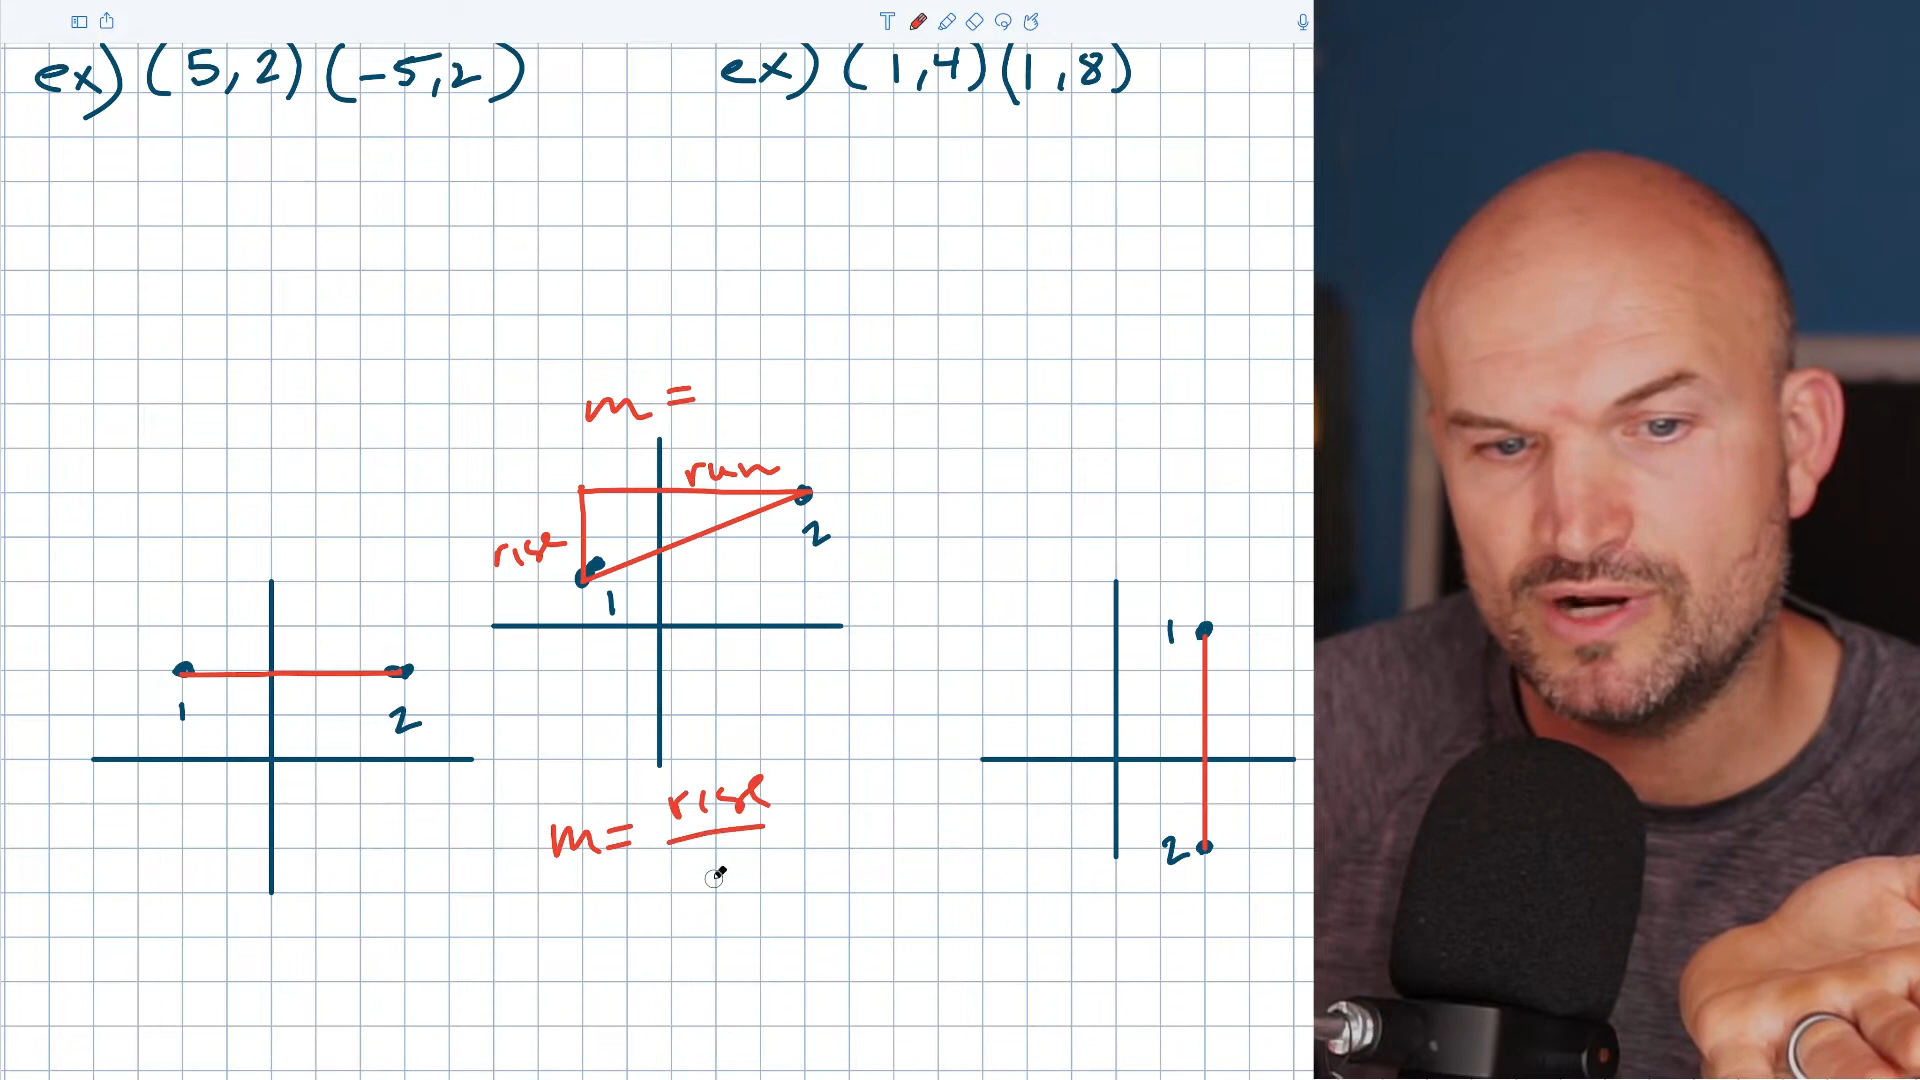 ex) (5,2) (-5,2)
ex) (1,4) (1,8)
m =
run
rise
2
1
1
2
1
2
m = rise